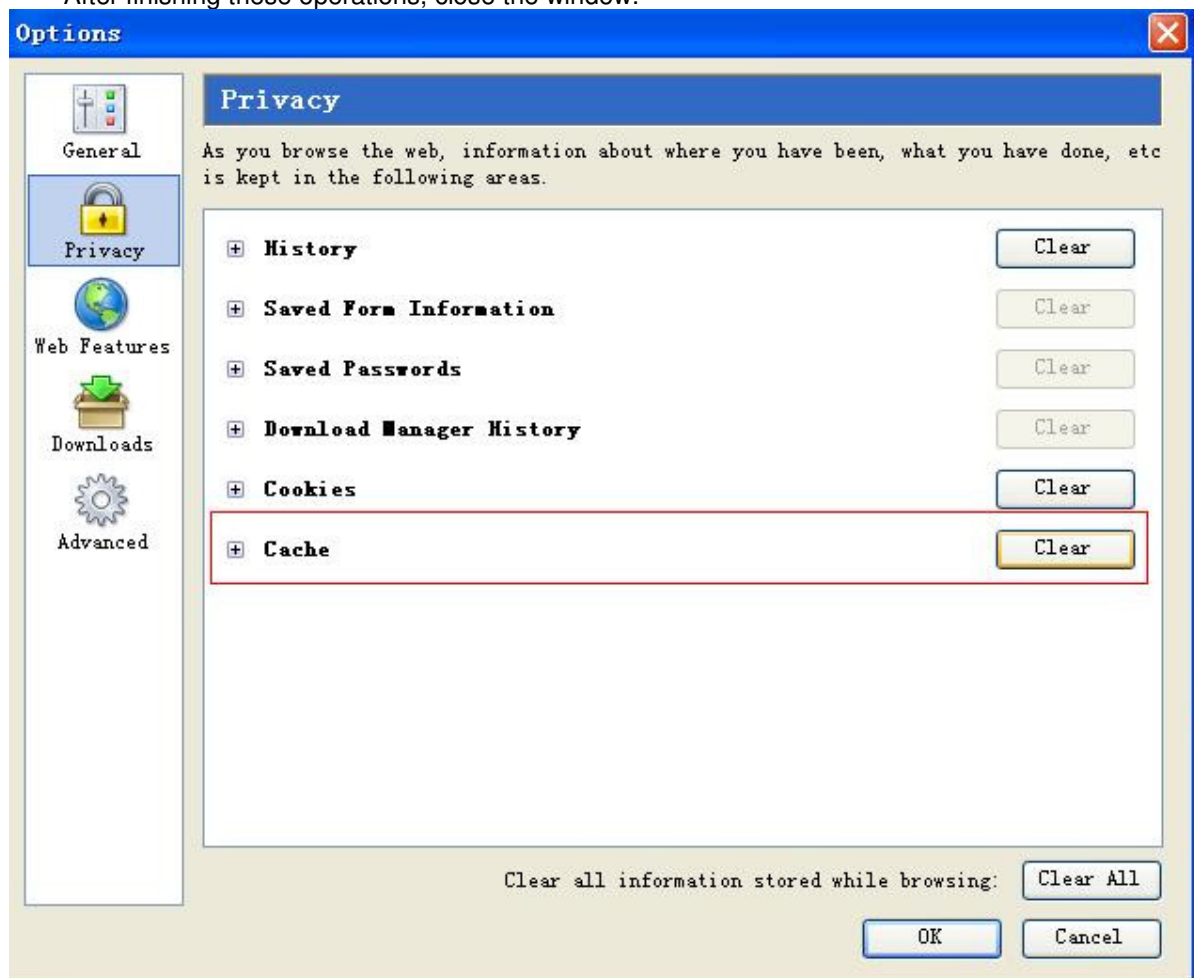 After finishing these operations, close the window.
Options
General
Privacy
Web Features
Downloads
Advanced
Privacy
As you browse the web, information about where you have been, what you have done, etc
is kept in the following areas.
History Clear
Saved Form Information Clear
Saved Passwords Clear
Download Manager History Clear
Cookies Clear
Cache Clear
Clear all information stored while browsing: Clear All
OK Cancel